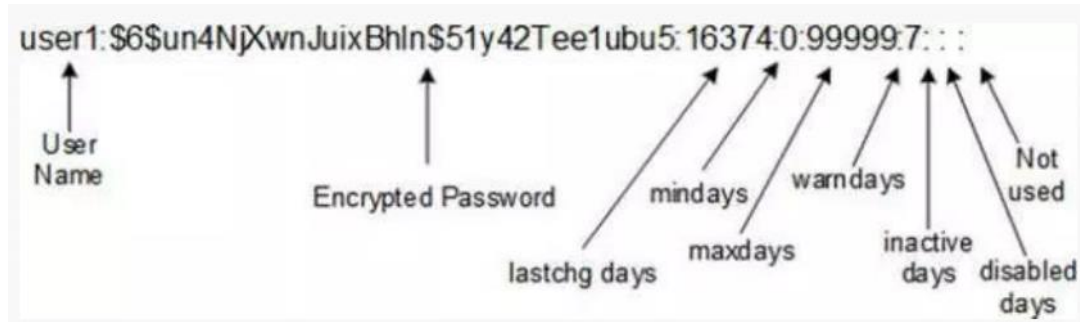 user1:$6$un4NjXwnJuixBhln$51y42Tee1ubu5:16374:0:99999:7: : :
User
Name
Encrypted Password
lastchg days
mindays
maxdays
warndays
inactive
days
disabled
days
Not
used